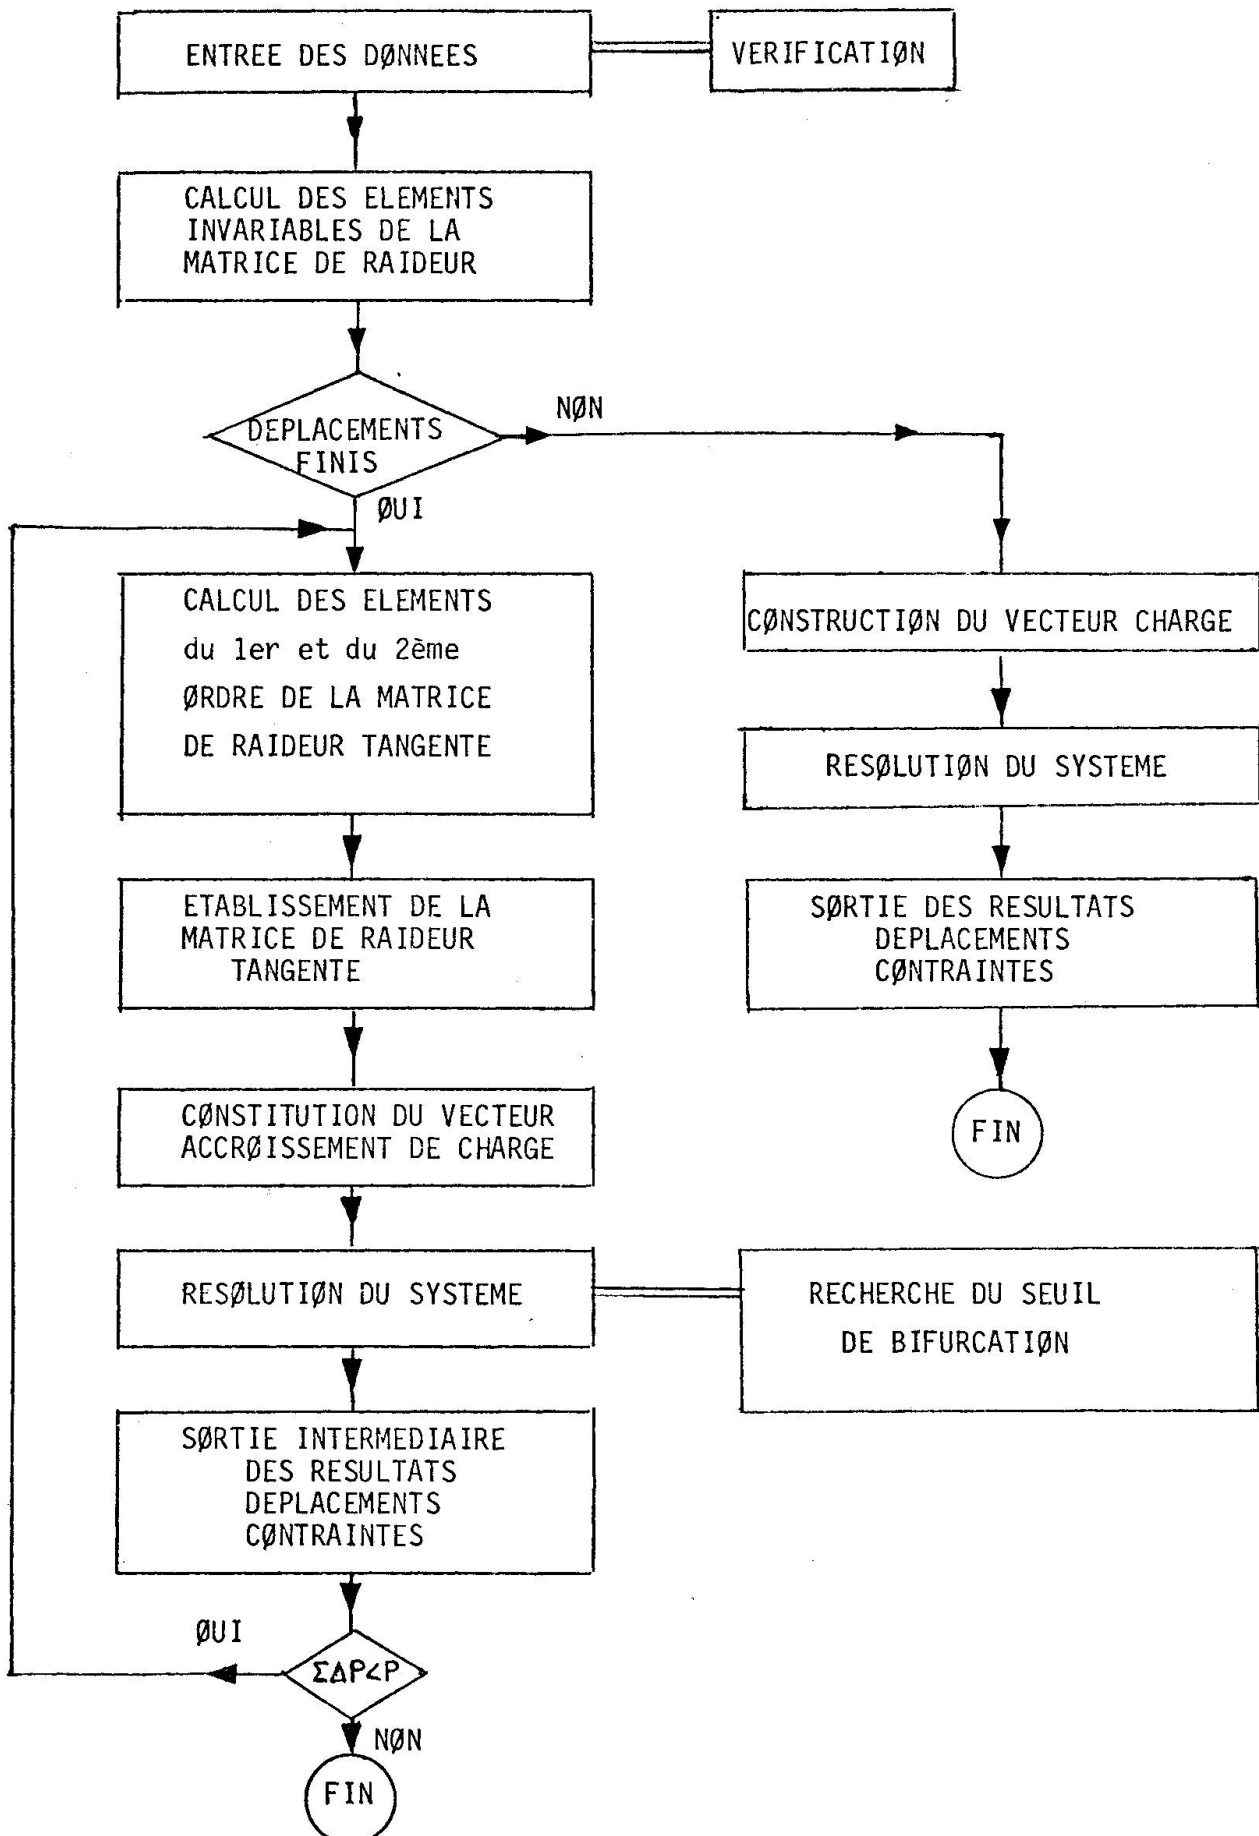 ENTREE DES DØNNEES
VERIFICATIØN
CALCUL DES ELEMENTS
INVARIABLES DE LA
MATRICE DE RAIDEUR
DEPLACEMENTS
FINIS
NØN
ØUI
CALCUL DES ELEMENTS
du 1er et du 2ème
ØRDRE DE LA MATRICE
DE RAIDEUR TANGENTE
CØNSTRUCTIØN DU VECTEUR CHARGE
RESØLUTIØN DU SYSTEME
SØRTIE DES RESULTATS
DEPLACEMENTS
CØNTRAINTES
FIN
ETABLISSEMENT DE LA
MATRICE DE RAIDEUR
TANGENTE
CØNSTITUTION DU VECTEUR
ACCRØISSEMENT DE CHARGE
RESØLUTIØN DU SYSTEME
RECHERCHE DU SEUIL
DE BIFURCATIØN
SØRTIE INTERMEDIAIRE
DES RESULTATS
DEPLACEMENTS
CØNTRAINTES
ØUI
ΣΔP<P
NØN
FIN